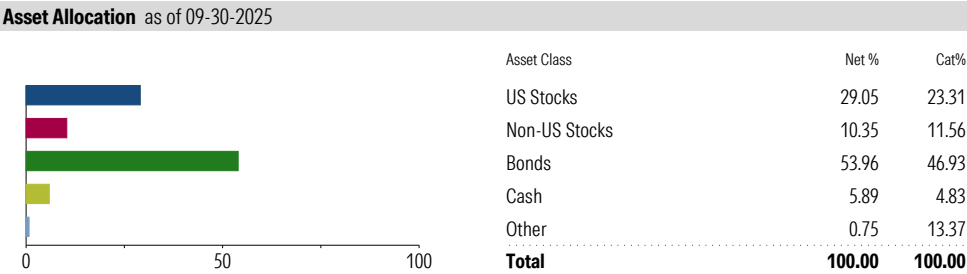 Asset Allocation as of 09-30-2025
Asset Class Net % Cat%
US Stocks 29.05 23.31
Non-US Stocks 10.35 11.56
Bonds 53.96 46.93
Cash 5.89 4.83
Other 0.75 13.37
Total 100.00 100.00
0 50 100